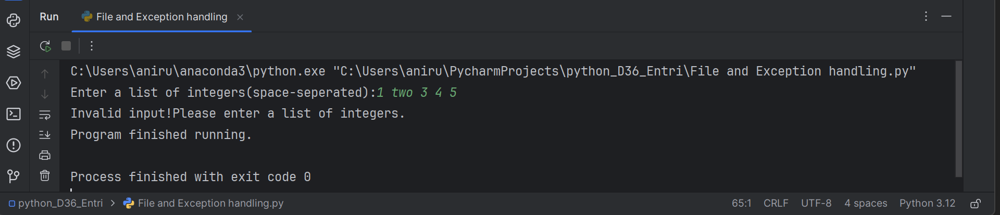 Run File and Exception handling
C:\Users\aniru\anaconda3\python.exe "C:\Users\aniru\PycharmProjects\python_D36_Entri\File and Exception handling.py"
Enter a list of integers(space-seperated):1 two 3 4 5
Invalid input!Please enter a list of integers.
Program finished running.
Process finished with exit code 0
python_D36_Entri > File and Exception handling.py 65:1 CRLF UTF-8 4 spaces Python 3.12